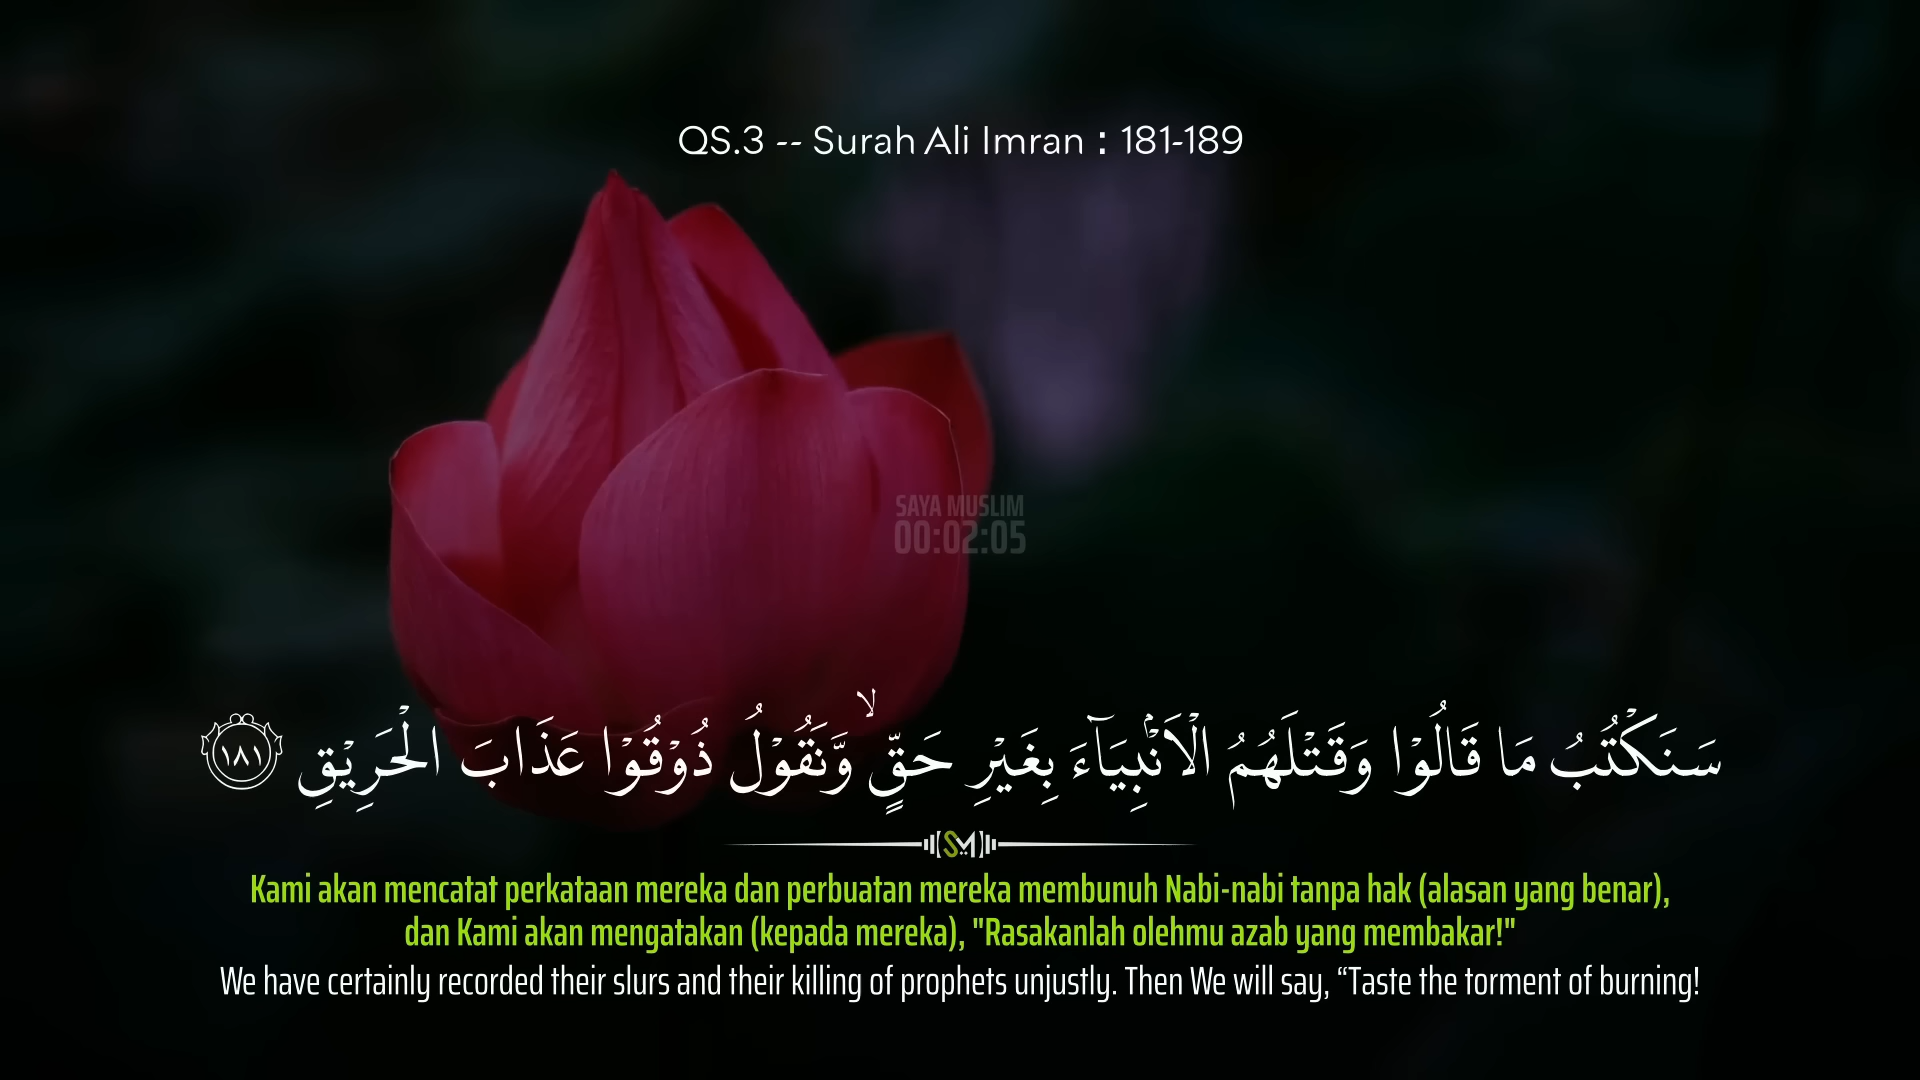 QS.3 -- Surah Ali Imran : 181-189
SAYA MUSLIM
00:02:05
سَنَكْتُبُ مَا قَالُوْا وَقَتْلَهُمُ الْاَنْۢبِيَاۤءَ بِغَيْرِ حَقٍّۙ وَّنَقُوْلُ ذُوْقُوْا عَذَابَ الْحَرِيْقِ ١٨١
SM
Kami akan mencatat perkataan mereka dan perbuatan mereka membunuh Nabi-nabi tanpa hak (alasan yang benar),
dan Kami akan mengatakan (kepada mereka), "Rasakanlah olehmu azab yang membakar!"
We have certainly recorded their slurs and their killing of prophets unjustly. Then We will say, “Taste the torment of burning!